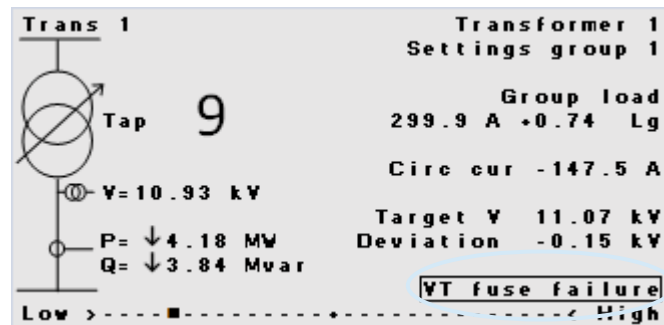 Trans 1
Transformer 1
Settings group 1
Tap 9
Group load
299.9 A +0.74 Lg
Circ cur -147.5 A
V=10.93 kV
Target V 11.07 kV
P= ↓4.18 MW
Deviation -0.15 kV
Q= ↓3.84 Mvar
VT fuse failure
Low >----■---------•-------------< High